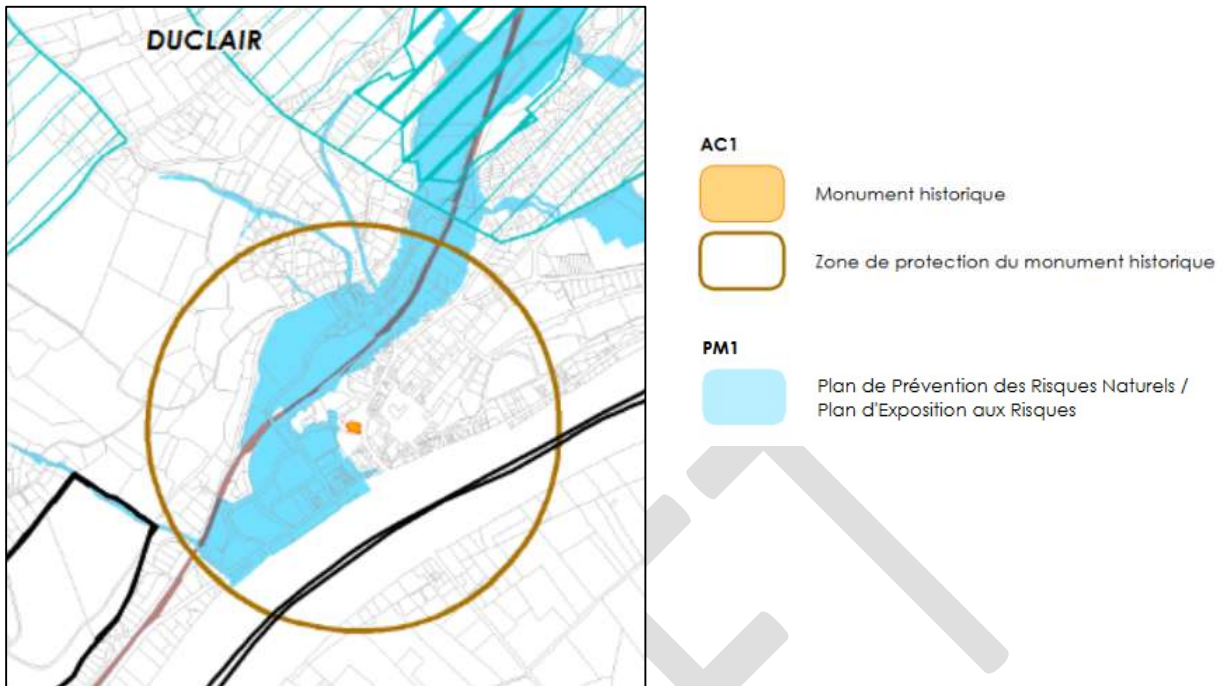 DUCLAIR
AC1
Monument historique
Zone de protection du monument historique
PM1
Plan de Prévention des Risques Naturels /
Plan d'Exposition aux Risques